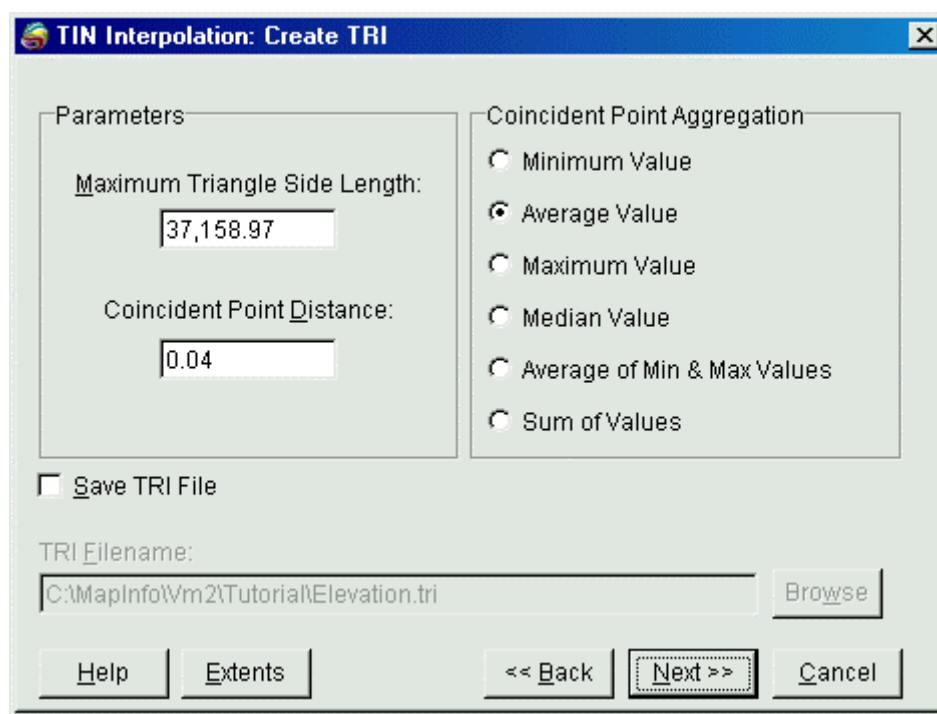 TIN Interpolation: Create TRI
Parameters
Maximum Triangle Side Length:
37,158.97
Coincident Point Distance:
0.04
Coincident Point Aggregation
Minimum Value
Average Value
Maximum Value
Median Value
Average of Min & Max Values
Sum of Values
Save TRI File
TRI Filename:
C:\MapInfo\Vm2\Tutorial\Elevation.tri
Browse
Help
Extents
<< Back
Next >>
Cancel